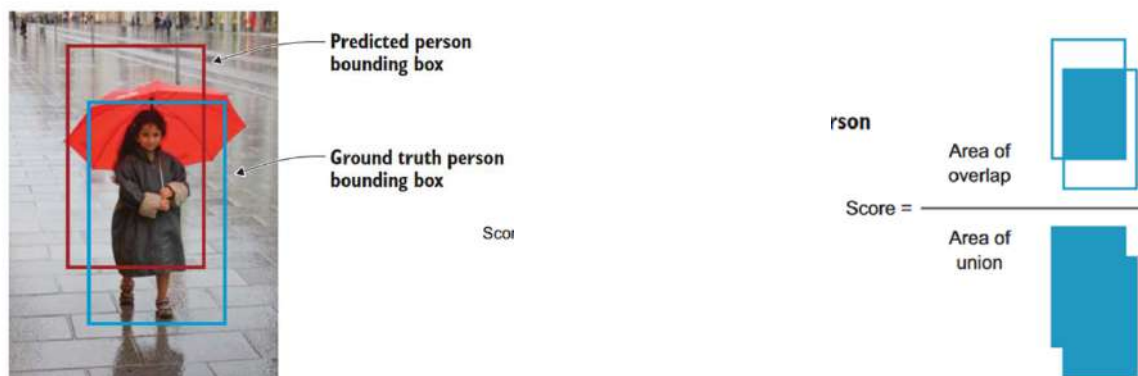 Predicted person
bounding box
Ground truth person
bounding box
Scor
rson
Area of
overlap
Score =
Area of
union